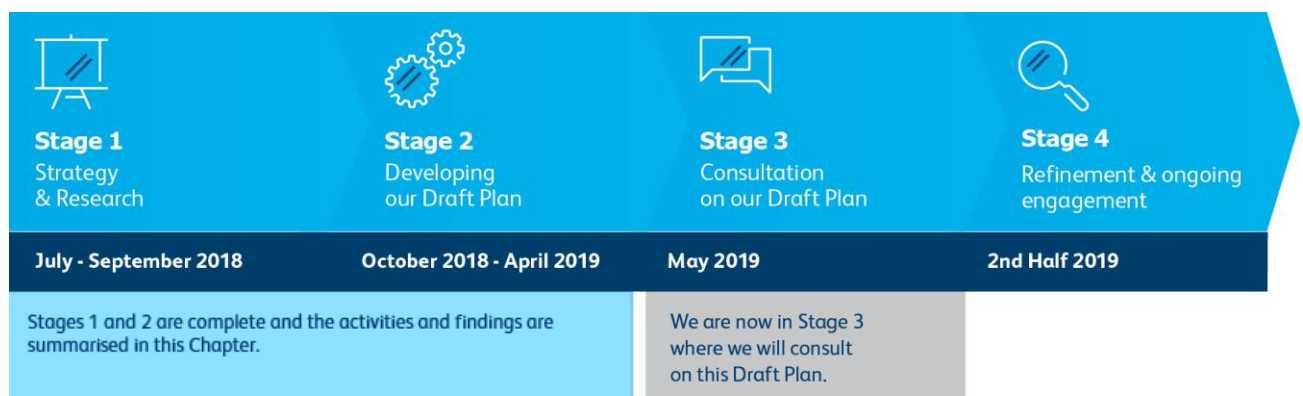 Stage 1
Strategy
& Research
Stage 2
Developing
our Draft Plan
Stage 3
Consultation
on our Draft Plan
Stage 4
Refinement & ongoing
engagement
July - September 2018
October 2018 - April 2019
May 2019
2nd Half 2019
Stages 1 and 2 are complete and the activities and findings are
summarised in this Chapter.
We are now in Stage 3
where we will consult
on this Draft Plan.